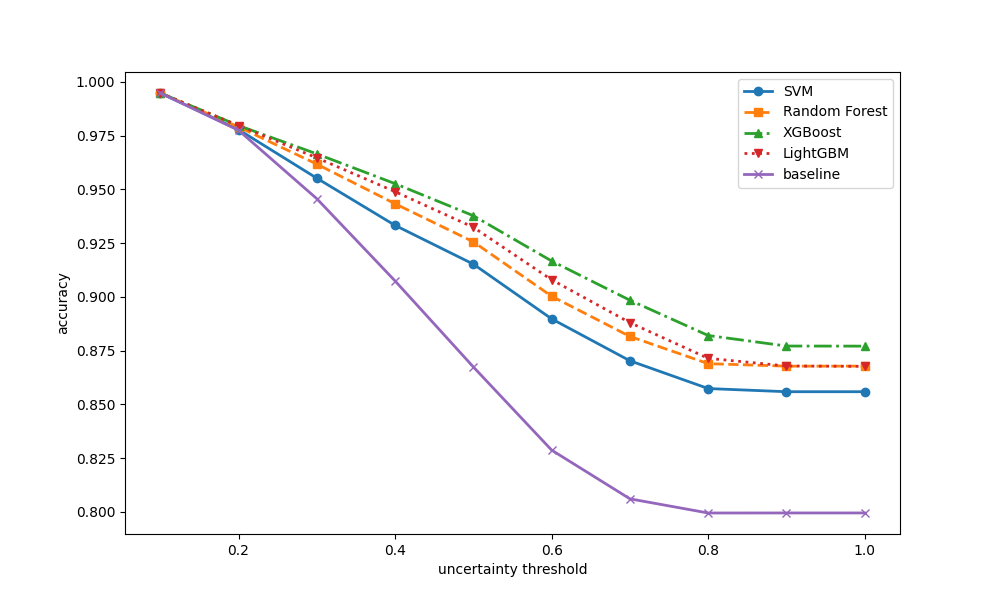 1.000
0.975
0.950
0.925
0.900
0.875
0.850
0.825
0.800
accuracy
0.2
0.4
0.6
0.8
1.0
uncertainty threshold
SVM
Random Forest
XGBoost
LightGBM
baseline